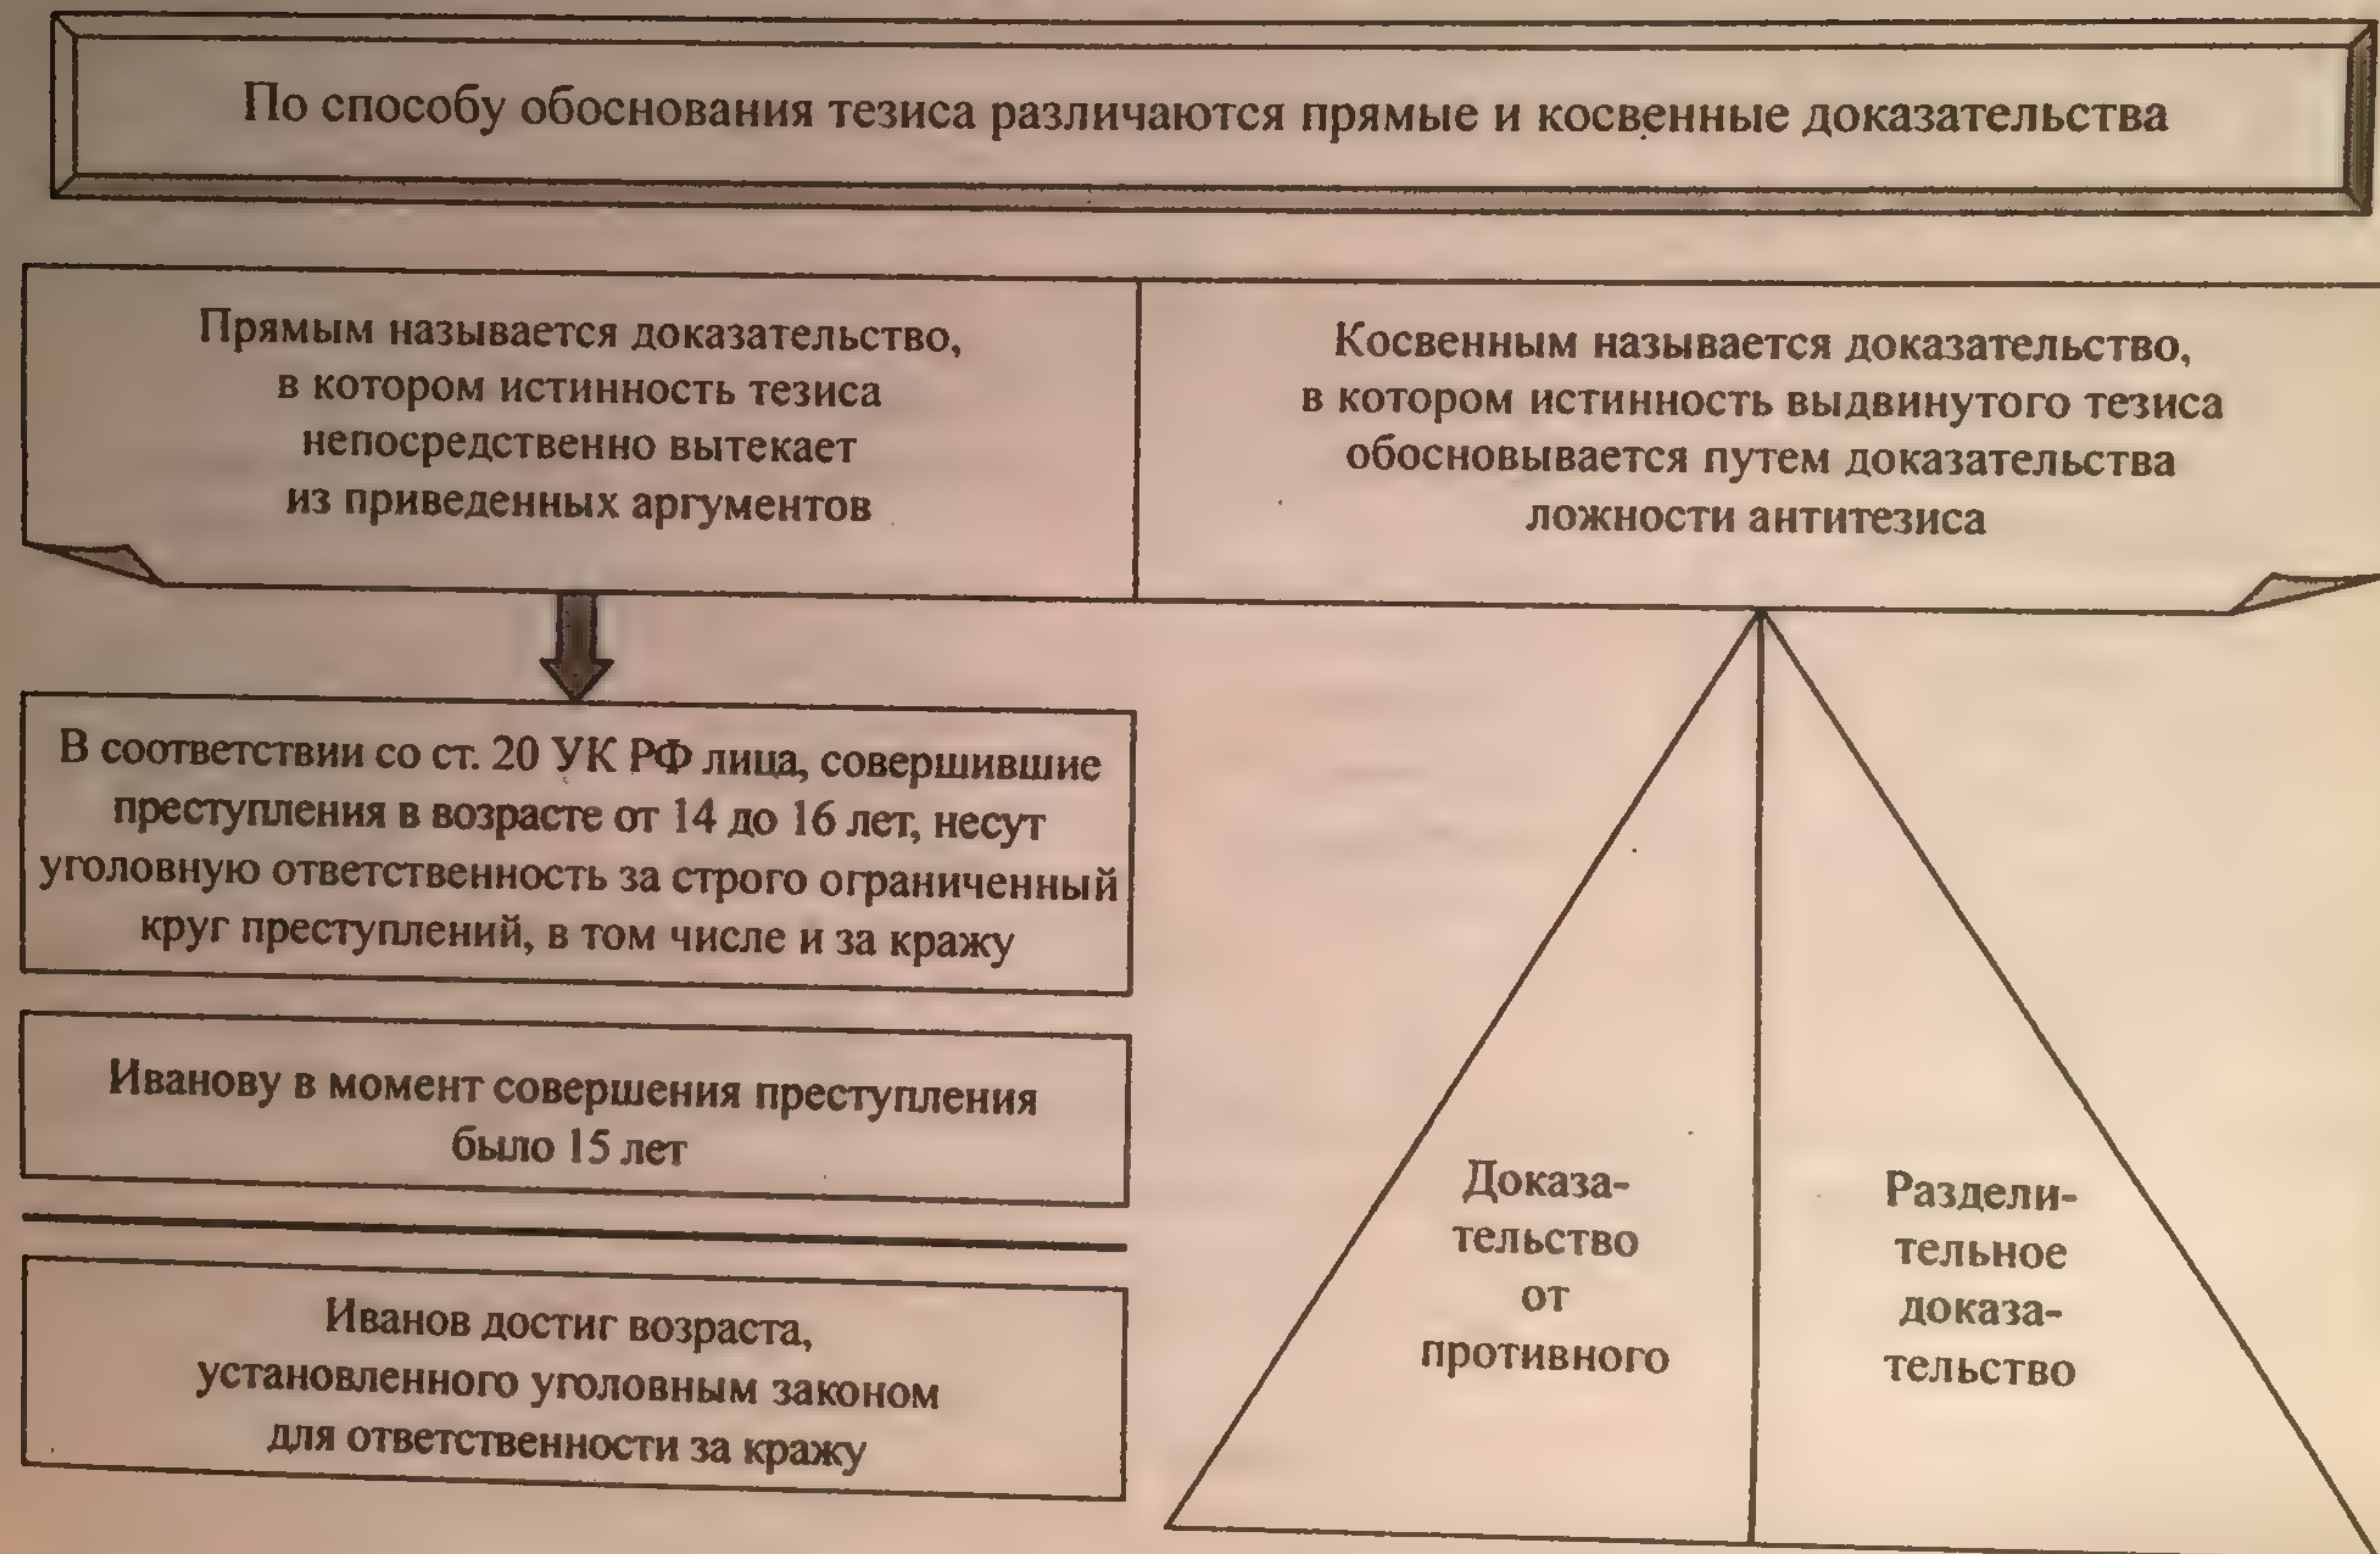 По способу обоснования тезиса различаются прямые и косвенные доказательства
Прямым называется доказательство,
в котором истинность тезиса
непосредственно вытекает
из приведенных аргументов
Косвенным называется доказательство,
в котором истинность выдвинутого тезиса
обосновывается путем доказательства
ложности антитезиса
В соответствии со ст. 20 УК РФ лица, совершившие
преступления в возрасте от 14 до 16 лет, несут
уголовную ответственность за строго ограниченный
круг преступлений, в том числе и за кражу
Иванову в момент совершения преступления
было 15 лет
Иванов достиг возраста,
установленного уголовным законом
для ответственности за кражу
Доказа-
тельство
от
противного
Раздели-
тельное
доказа-
тельство